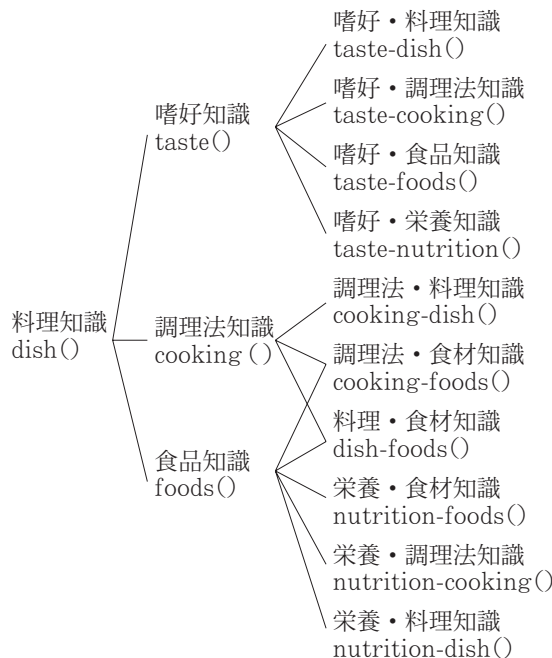 料理知識
dish()
嗜好知識
taste()
調理法知識
cooking ()
食品知識
foods()
嗜好・料理知識
taste-dish()
嗜好・調理法知識
taste-cooking()
嗜好・食品知識
taste-foods()
嗜好・栄養知識
taste-nutrition()
調理法・料理知識
cooking-dish()
調理法・食材知識
cooking-foods()
料理・食材知識
dish-foods()
栄養・食材知識
nutrition-foods()
栄養・調理法知識
nutrition-cooking()
栄養・料理知識
nutrition-dish()